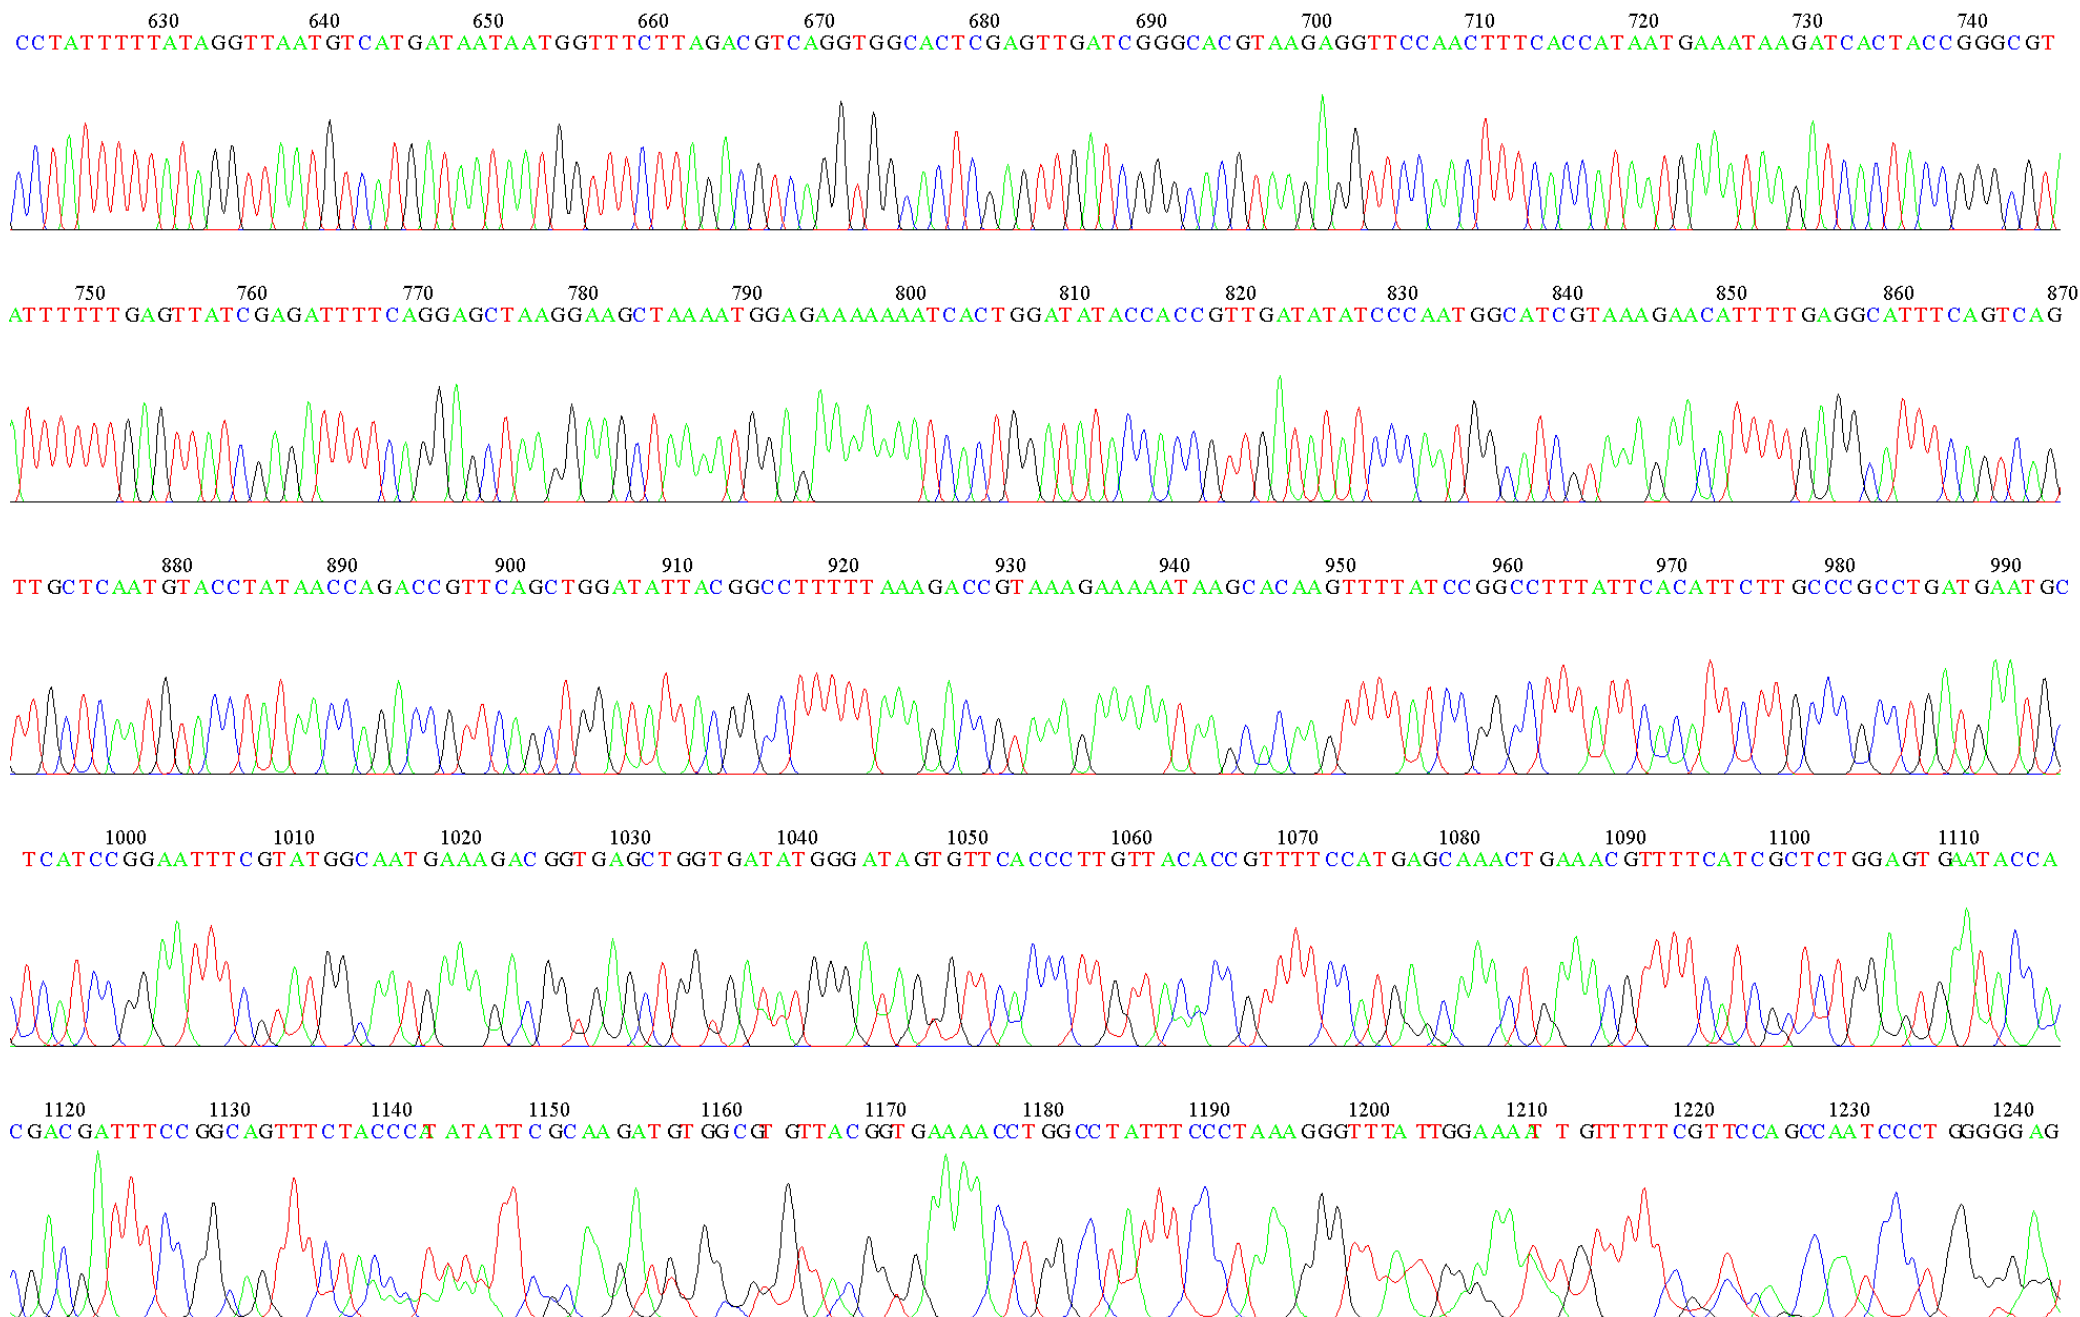 630 640 650 660 670 680 690 700 710 720 730 740
CCTATTTTTTATAGGTTAATGTCATGATAATAATGGTTTCTTAGACGTCAGGTGGCACTCGAGTTGATCGGGCACGTAAGAGGTTCCAACTTTCACCATAATGAAATAAGATCACTACCGGGCGT
750 760 770 780 790 800 810 820 830 840 850 860 870
ATTTTTTGAGTTATCGAGATTTTCAGGAGCTAAGGAAGCTAAAATGGAGAAAAAAATCACTGGATATACCACCGTTGATATATCCCAATGGCATCGTAAAGAACATTTTGAGGCATTTCAGTCAG
880 890 900 910 920 930 940 950 960 970 980 990
TTGCTCAATGTACCTATAACCAGACCGTTCAGCTGGATATTACGGCCTTTTTAAAGACCGTAAAGAAAAATAAGCACAAGTTTTATCCGGCCTTTATTCACATTCTTGCCCGCCTGATGAATGC
1000 1010 1020 1030 1040 1050 1060 1070 1080 1090 1100 1110
TCATCCGGAATTTCGTATGGCAATGAAAGACGGTGAGCTGGTGATATGGGATAGTGTTCACCCTTGTTACACCGTTTTCCATGAGCAAACTGAAACGTTTTCATCGCTCTGGAGTGAATACCA
1120 1130 1140 1150 1160 1170 1180 1190 1200 1210 1220 1230 1240
CGACGATTTCCGGCAGTTTCTACCCATATATTCGCAAGATGTGGCGTGTTACGGTGAAAACCTGGCCTATTTCCCTAAAGGGTTTATTGGAAAATTGTTTTTCGTTCCAGCCAATCCCTGGGGGAG